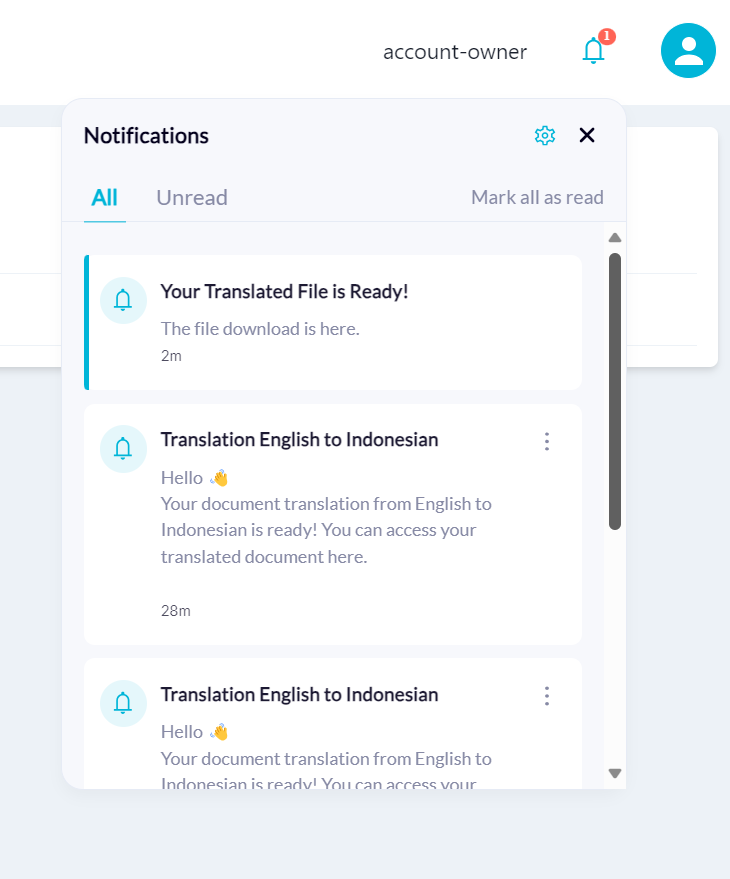 account-owner
1
Notifications
All
Unread
Mark all as read
Your Translated File is Ready!
The file download is here.
2m
Translation English to Indonesian
Hello 👋
Your document translation from English to
Indonesian is ready! You can access your
translated document here.
28m
Translation English to Indonesian
Hello 👋
Your document translation from English to
Indonesian is ready! You can access your